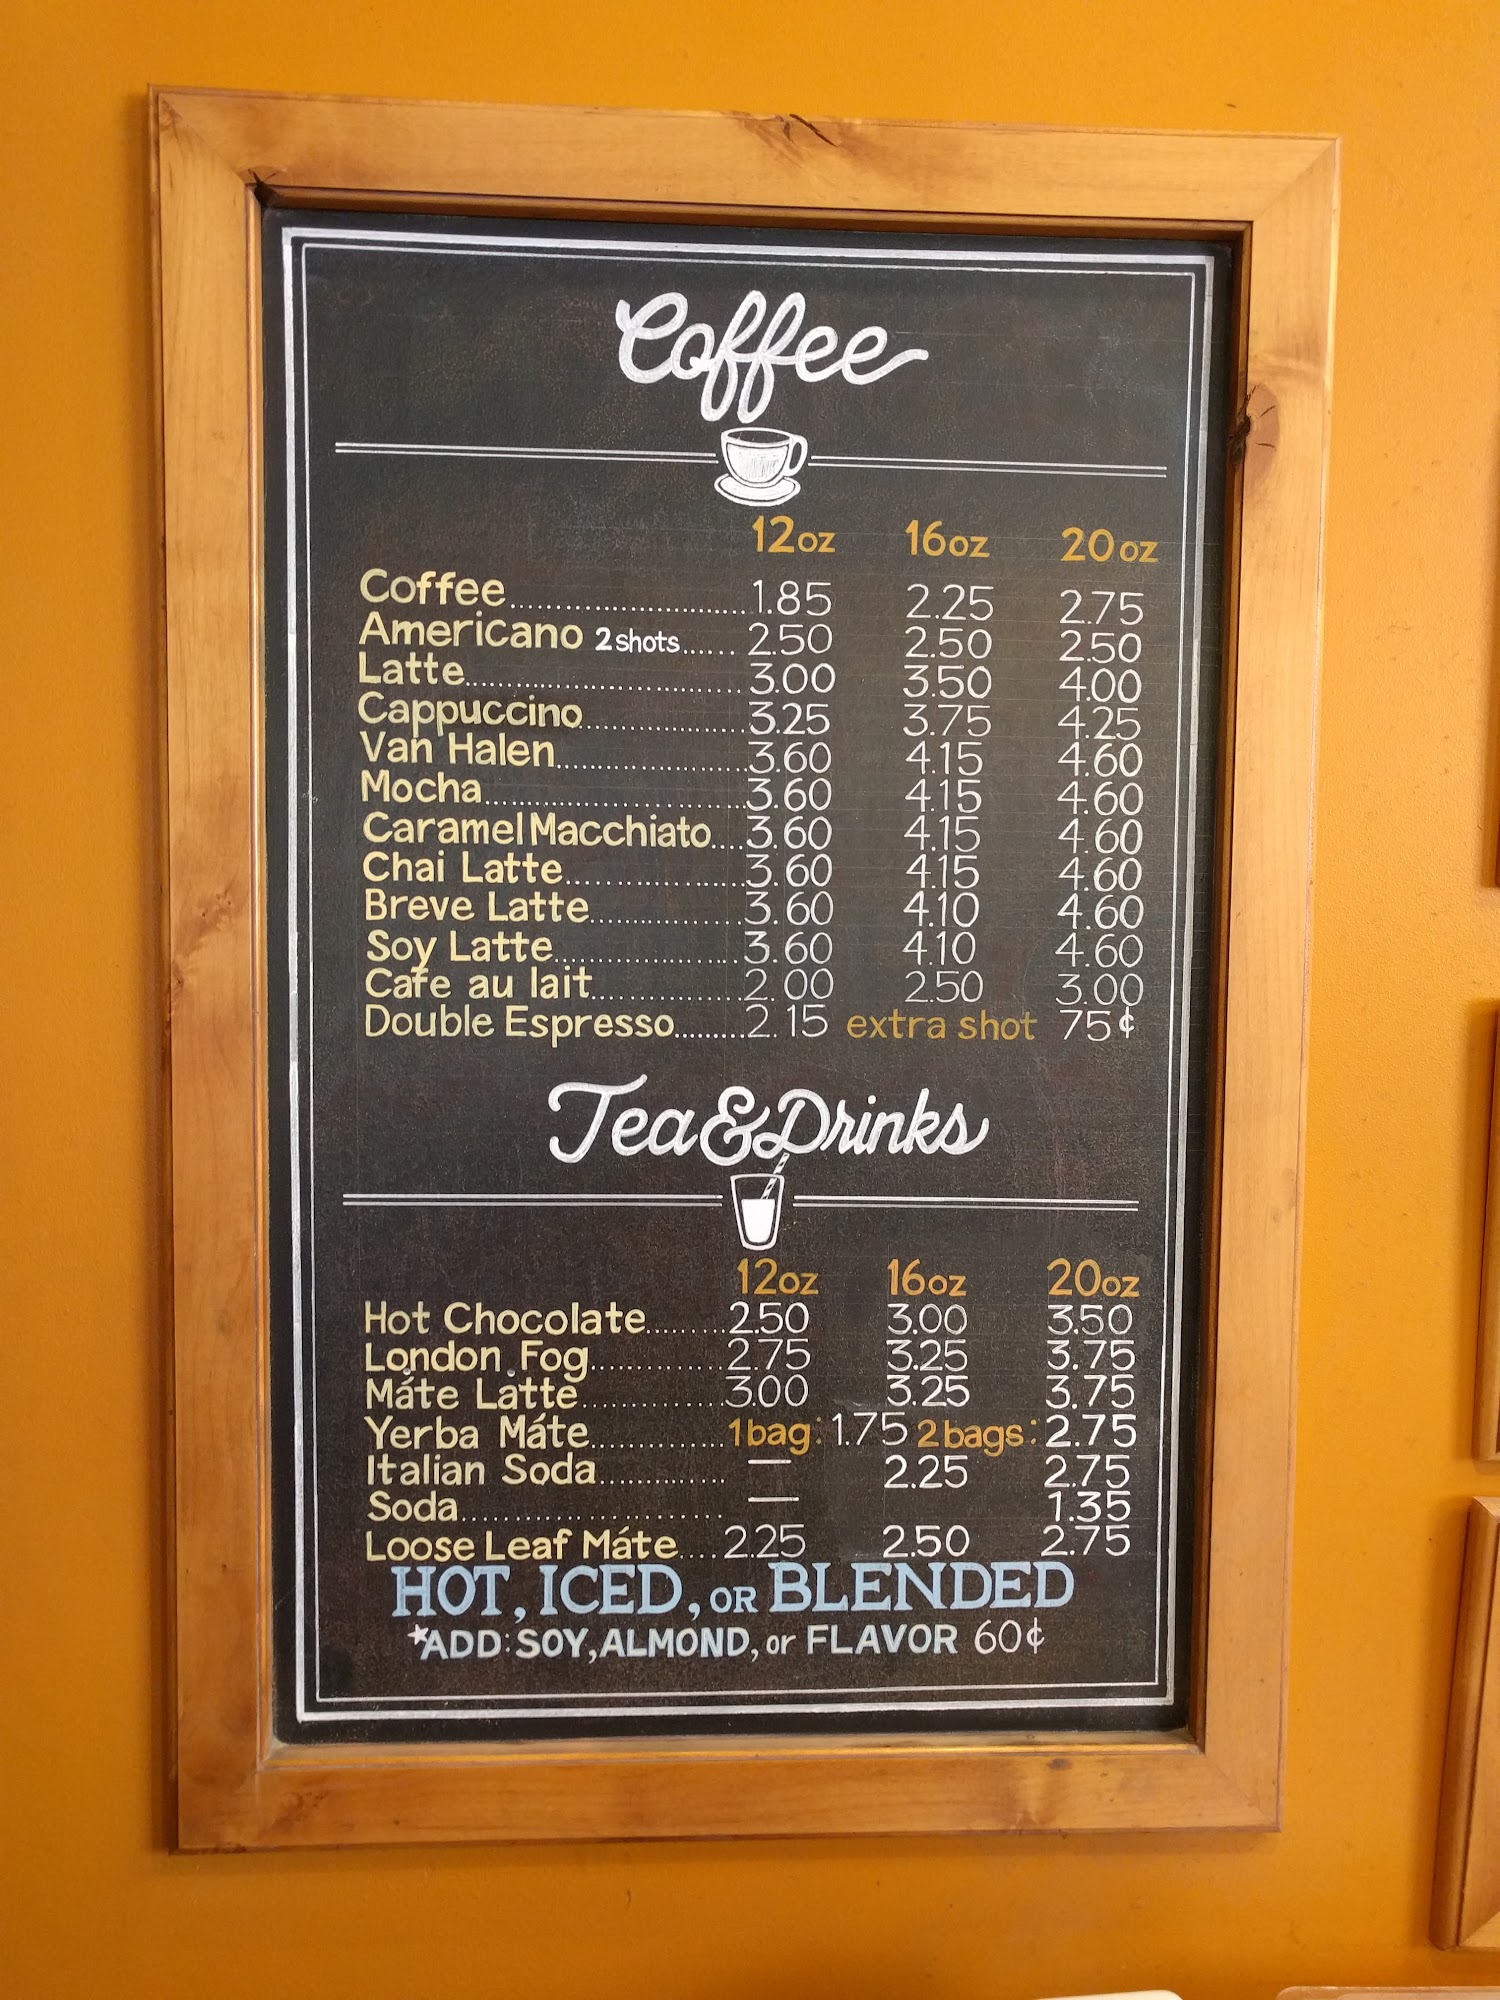 Coffee
12oz 16oz 20oz
Coffee........................... 1.85 2.25 2.75
Americano 2 shots...... 2.50 2.50 2.50
Latte............................... 3.00 3.50 4.00
Cappuccino.................. 3.25 3.75 4.25
Van Halen..................... 3.60 4.15 4.60
Mocha............................ 3.60 4.15 4.60
Caramel Macchiato.... 3.60 4.15 4.60
Chai Latte.................... 3.60 4.15 4.60
Breve Latte.................. 3.60 4.10 4.60
Soy Latte...................... 3.60 4.10 4.60
Cafe au lait................. 2.00 2.50 3.00
Double Espresso......... 2.15 extra shot 75¢
Tea & Drinks
12oz 16oz 20oz
Hot Chocolate........ 2.50 3.00 3.50
London Fog.............. 2.75 3.25 3.75
Máte Latte............... 3.00 3.25 3.75
Yerba Máte.............. 1 bag: 1.75 2 bags: 2.75
Italian Soda............. — 2.25 2.75
Soda........................... — 1.35
Loose Leaf Máte.... 2.25 2.50 2.75
HOT, ICED, OR BLENDED
*ADD: SOY, ALMOND, or FLAVOR 60¢